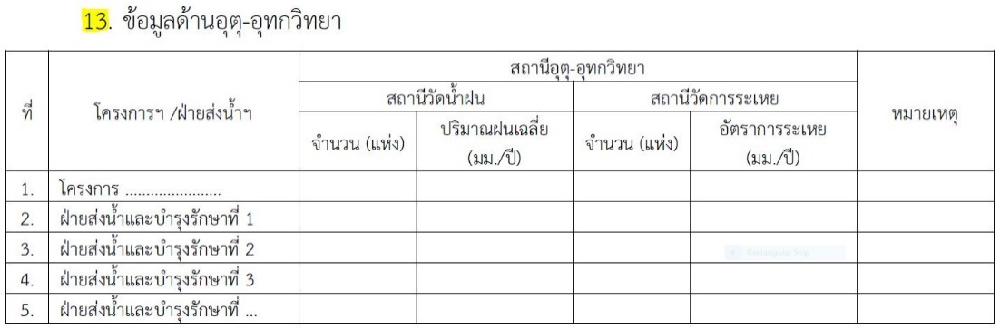 13. ข้อมูลด้านอุตุ-อุทกวิทยา
ที่
โครงการฯ /ฝ่ายส่งน้ำฯ
สถานีอุตุ-อุทกวิทยา
หมายเหตุ
สถานีวัดน้ำฝน
สถานีวัดการระเหย
จำนวน (แห่ง)
ปริมาณฝนเฉลี่ย
(มม./ปี)
จำนวน (แห่ง)
อัตราการระเหย
(มม./ปี)
1. โครงการ .......................
2. ฝ่ายส่งน้ำและบำรุงรักษาที่ 1
3. ฝ่ายส่งน้ำและบำรุงรักษาที่ 2
4. ฝ่ายส่งน้ำและบำรุงรักษาที่ 3
5. ฝ่ายส่งน้ำและบำรุงรักษาที่ ...